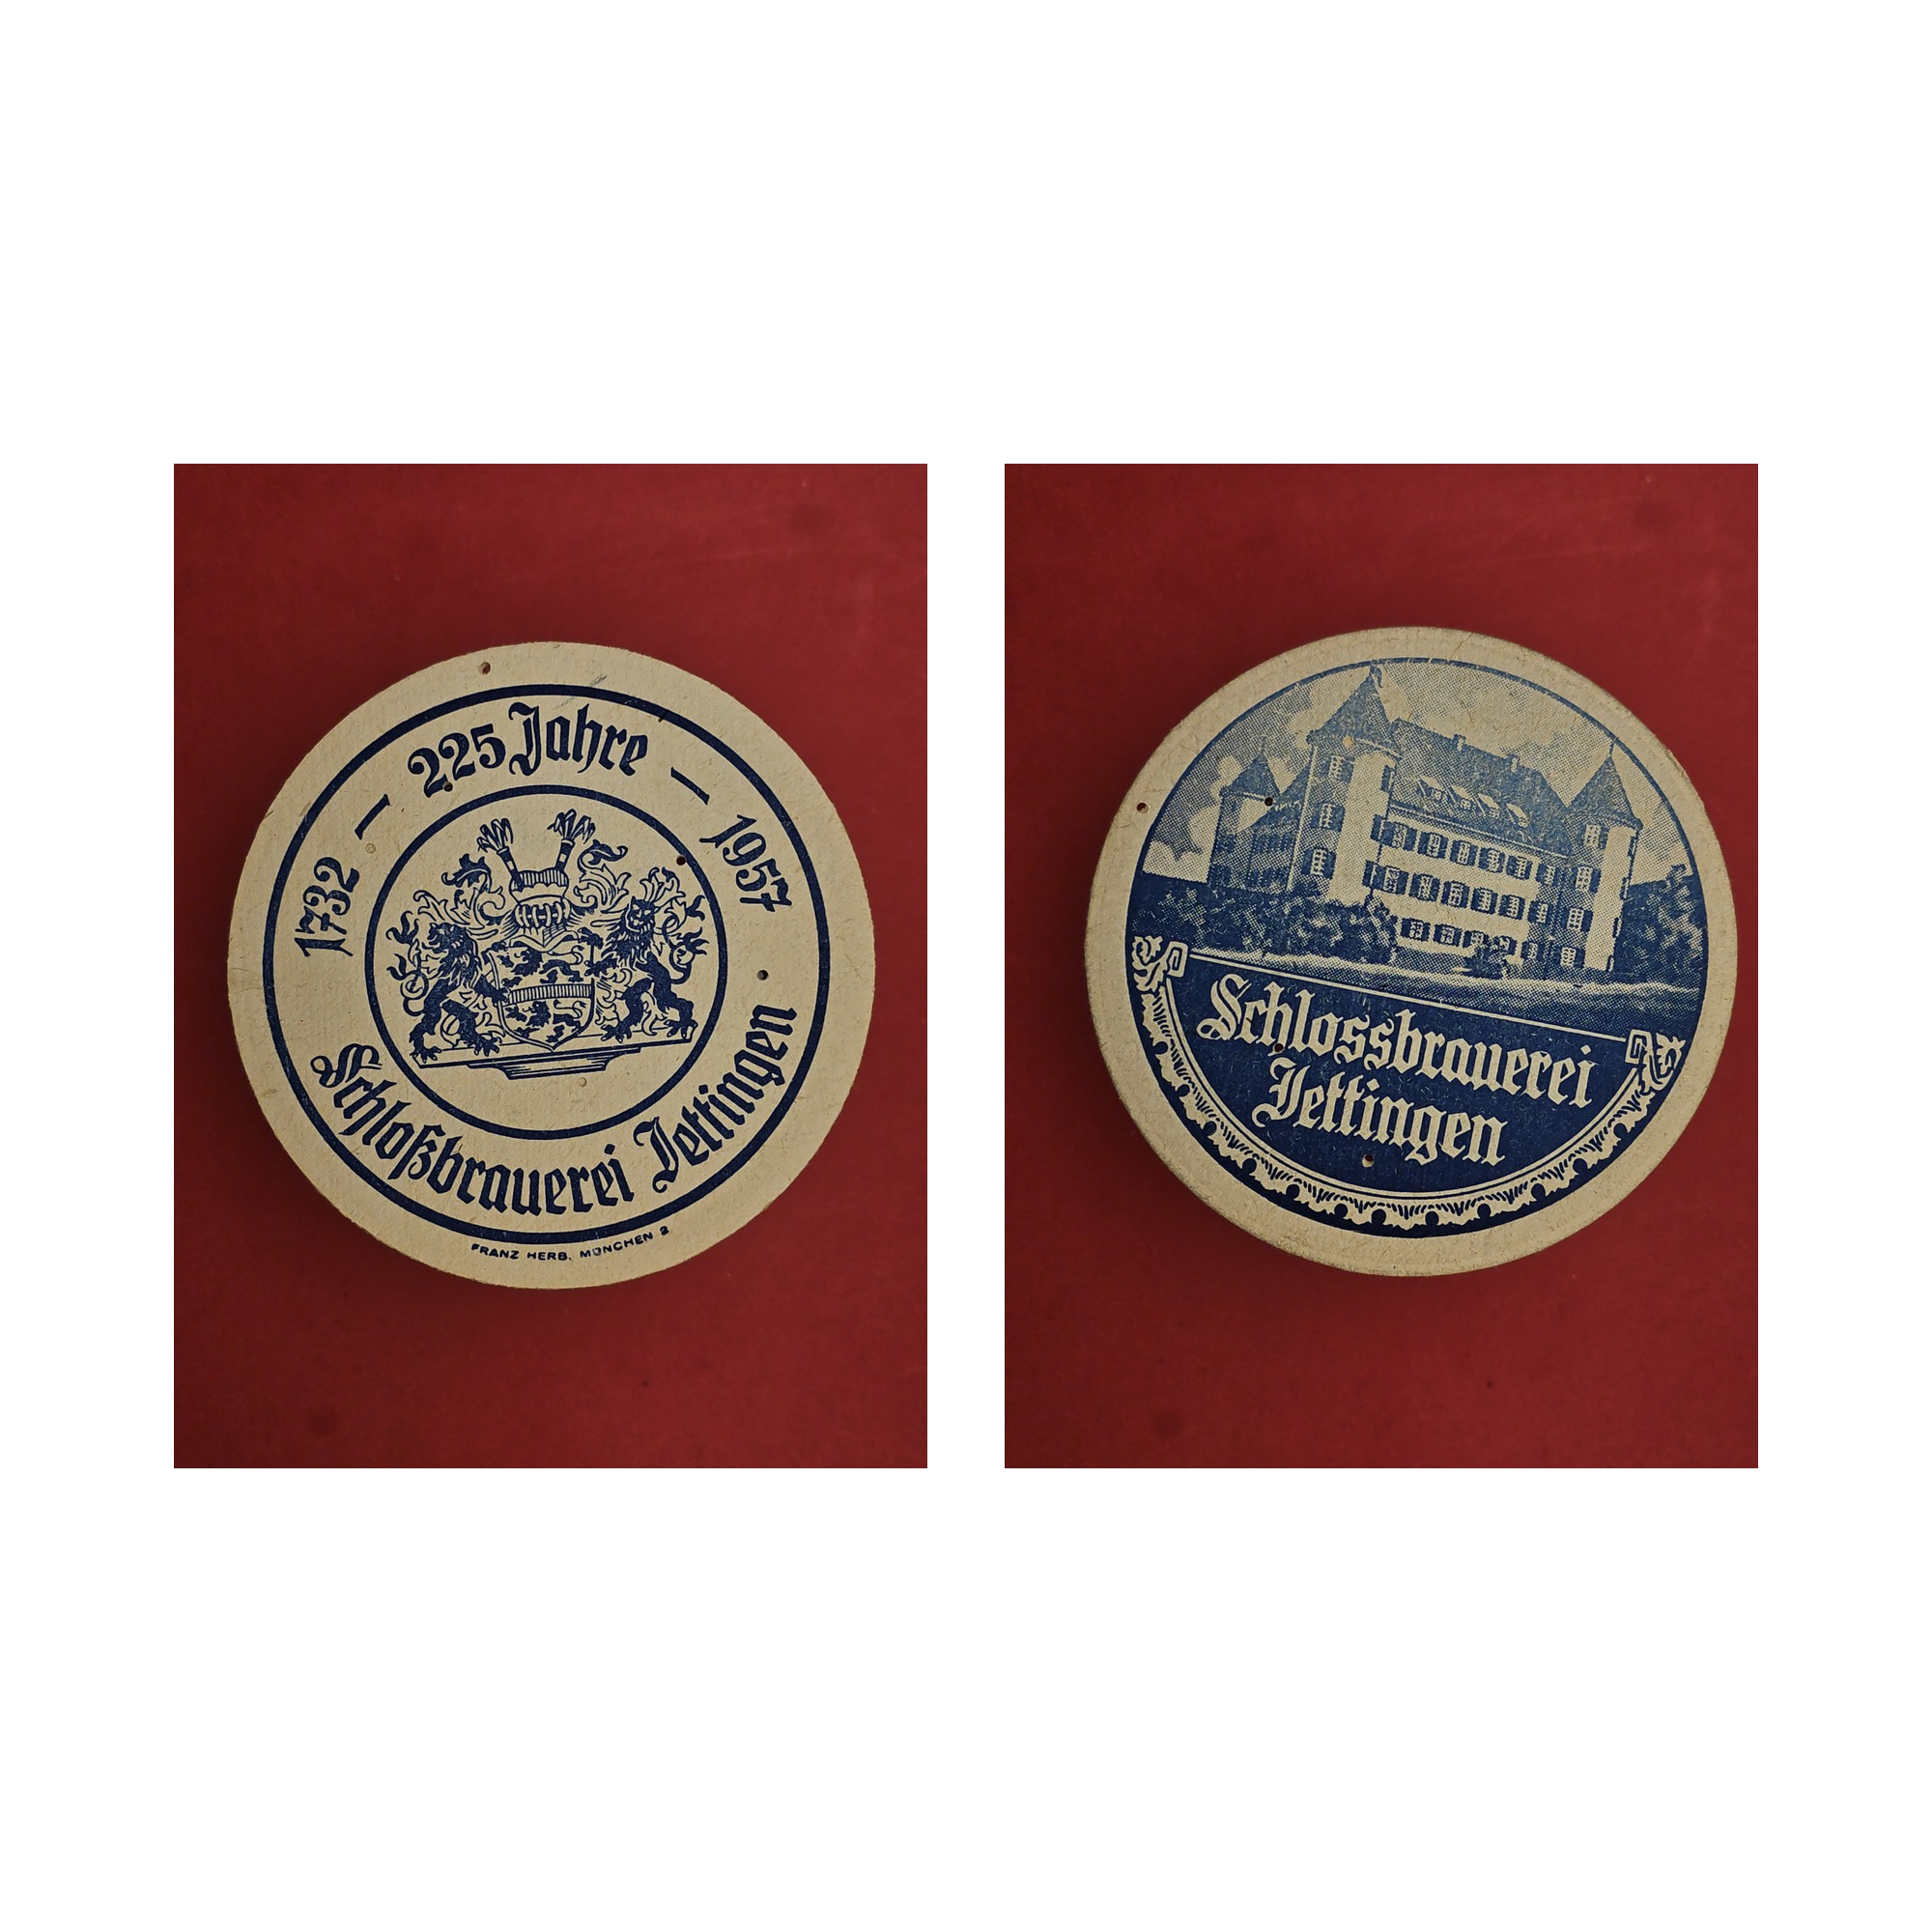 1732 — 225 Jahre — 1957
Schloßbrauerei Jettingen
FRANZ HERB. MÜNCHEN 2
Schlossbrauerei
Jettingen